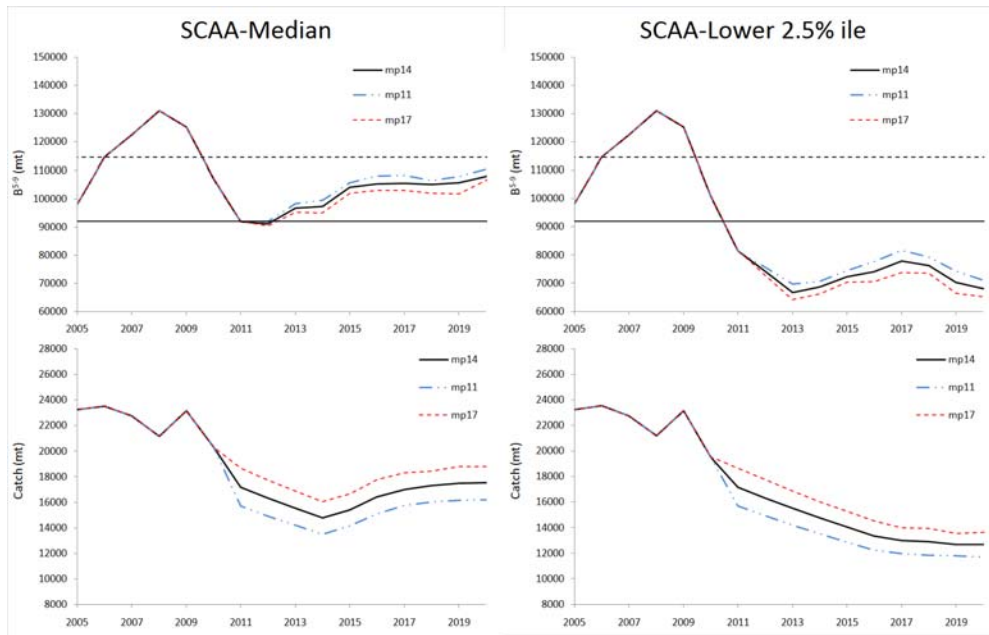 SCAA-Median
SCAA-Lower 2.5% ile
150000
140000
130000
120000
110000
100000
90000
80000
70000
60000
B⁵⁻⁹ (mt)
mp14
mp11
mp17
2005 2007 2009 2011 2013 2015 2017 2019
150000
140000
130000
120000
110000
100000
90000
80000
70000
60000
B⁵⁻⁹ (mt)
mp14
mp11
mp17
2005 2007 2009 2011 2013 2015 2017 2019
28000
26000
24000
22000
20000
18000
16000
14000
12000
10000
8000
Catch (mt)
mp14
mp11
mp17
2005 2007 2009 2011 2013 2015 2017 2019
28000
26000
24000
22000
20000
18000
16000
14000
12000
10000
8000
Catch (mt)
mp14
mp11
mp17
2005 2007 2009 2011 2013 2015 2017 2019